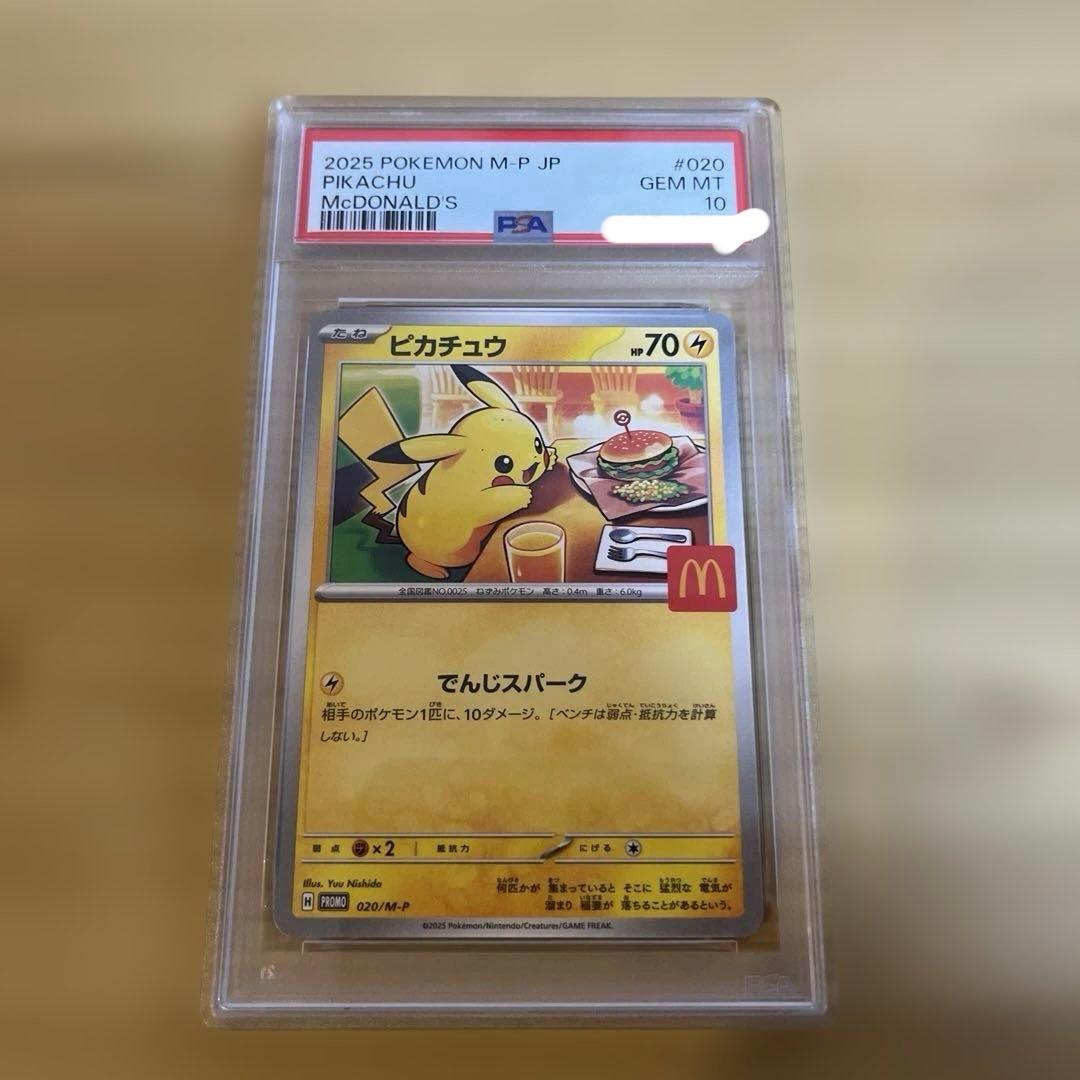 2025 POKEMON M-P JP #020
PIKACHU GEM MT
McDONALD'S 10
PSA
たね ピカチュウ HP70
M
全国図鑑NO.0025 ねずみポケモン 高さ:0.4m 重さ:6.0kg
でんじスパーク
相手のポケモン1匹に、10ダメージ。[ベンチは弱点・抵抗力を計算
しない。]
弱点 ×2 抵抗力 にげる
Illus. Yuu Nishida
何匹かが 集まっていると そこに 猛烈な 電気が
H PROMO 020/M-P
溜まり 稲妻が 落ちることがあるという。
©2025 Pokémon/Nintendo/Creatures/GAME FREAK.
PSA